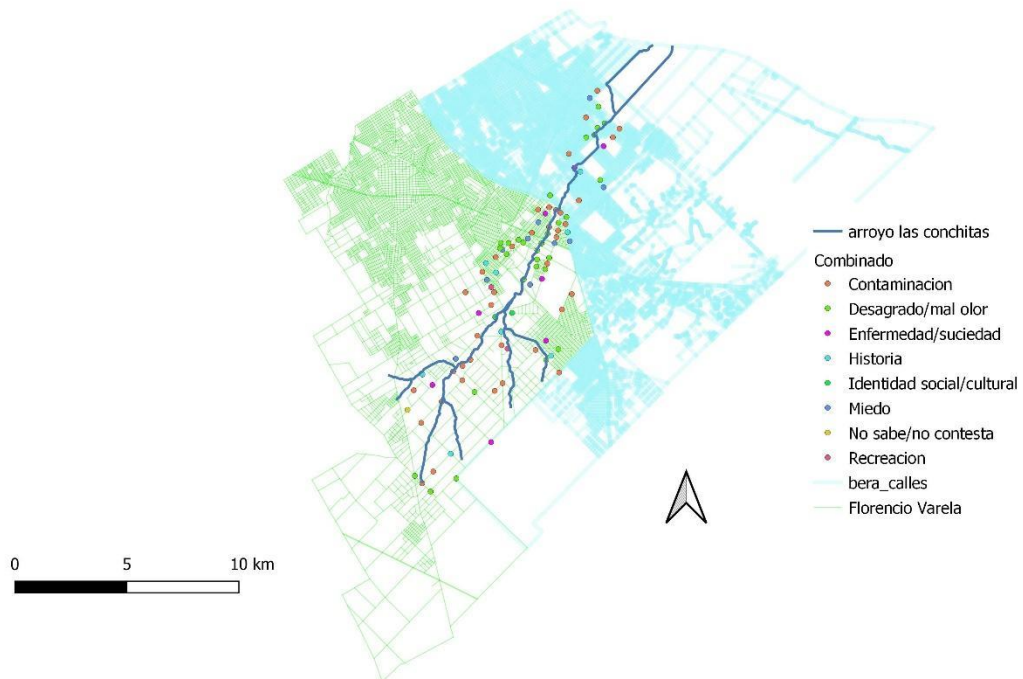 arroyo las conchitas
Combinado
Contaminacion
Desagrado/mal olor
Enfermedad/suciedad
Historia
Identidad social/cultural
Miedo
No sabe/no contesta
Recreacion
bera_calles
Florencio Varela
0 5 10 km